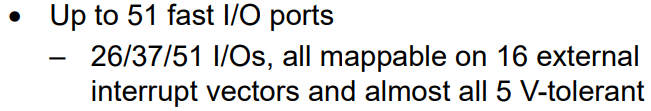 • Up to 51 fast I/O ports
– 26/37/51 I/Os, all mappable on 16 external
interrupt vectors and almost all 5 V-tolerant